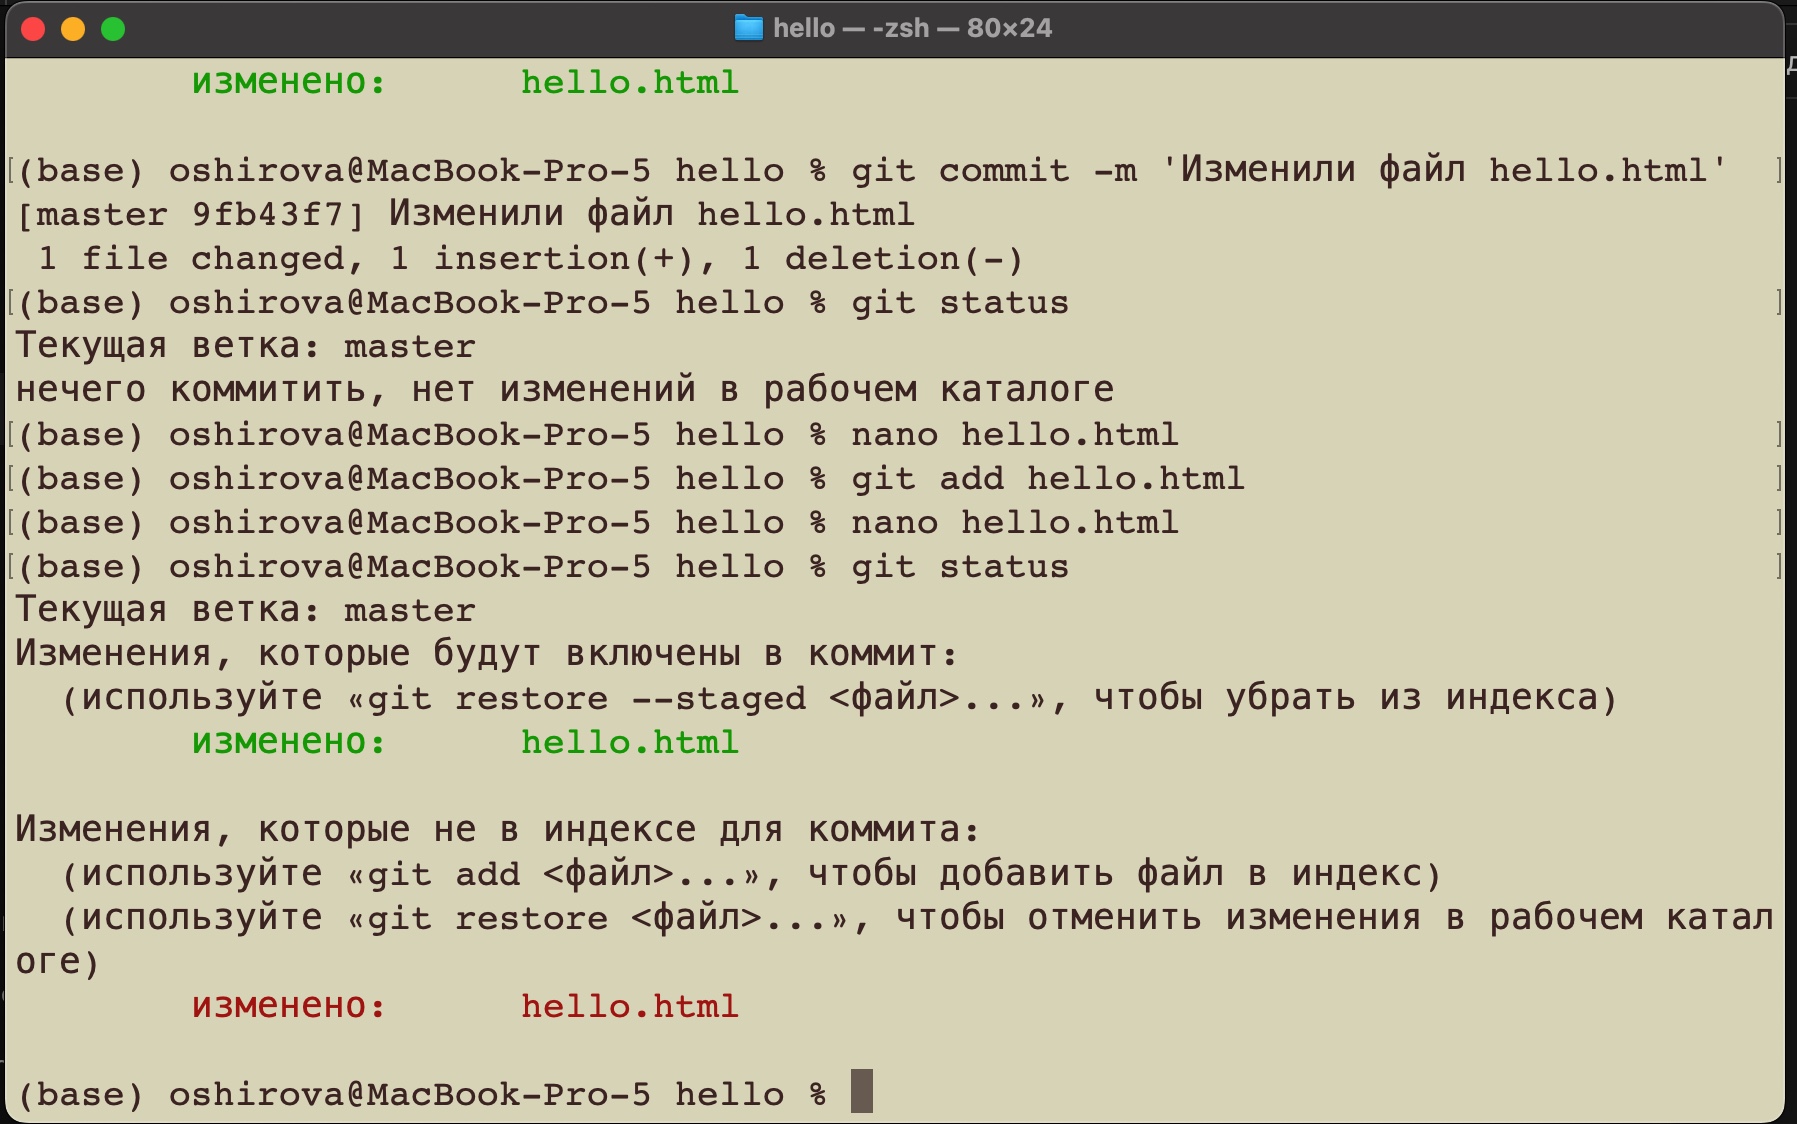 hello — -zsh — 80×24
изменено: hello.html
(base) oshirova@MacBook-Pro-5 hello % git commit -m 'Изменили файл hello.html'
[master 9fb43f7] Изменили файл hello.html
1 file changed, 1 insertion(+), 1 deletion(-)
(base) oshirova@MacBook-Pro-5 hello % git status
Текущая ветка: master
нечего коммитить, нет изменений в рабочем каталоге
(base) oshirova@MacBook-Pro-5 hello % nano hello.html
(base) oshirova@MacBook-Pro-5 hello % git add hello.html
(base) oshirova@MacBook-Pro-5 hello % nano hello.html
(base) oshirova@MacBook-Pro-5 hello % git status
Текущая ветка: master
Изменения, которые будут включены в коммит:
(используйте «git restore --staged <файл>...», чтобы убрать из индекса)
изменено: hello.html
Изменения, которые не в индексе для коммита:
(используйте «git add <файл>...», чтобы добавить файл в индекс)
(используйте «git restore <файл>...», чтобы отменить изменения в рабочем катал
оге)
изменено: hello.html
(base) oshirova@MacBook-Pro-5 hello %